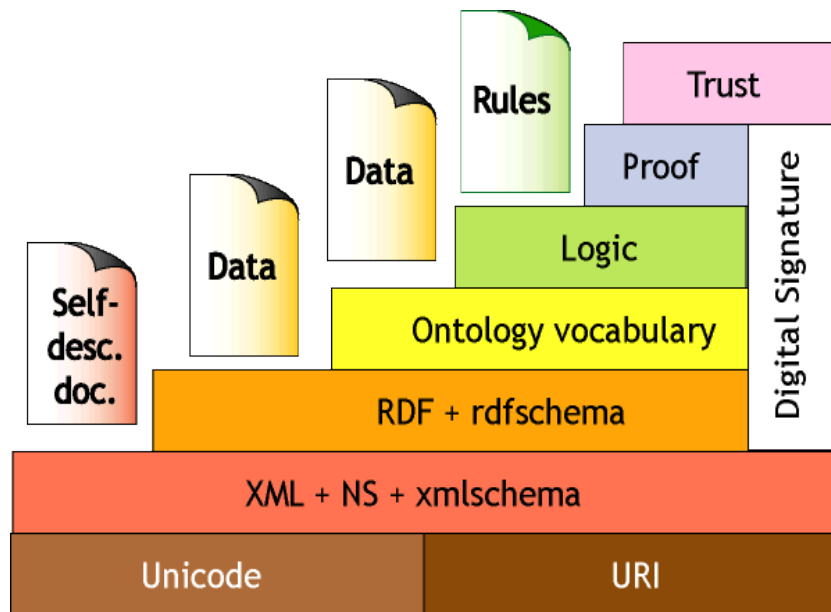 Rules
Trust
Data
Proof
Data
Logic
Digital Signature
Self-
desc.
doc.
Ontology vocabulary
RDF + rdfschema
XML + NS + xmlschema
Unicode
URI